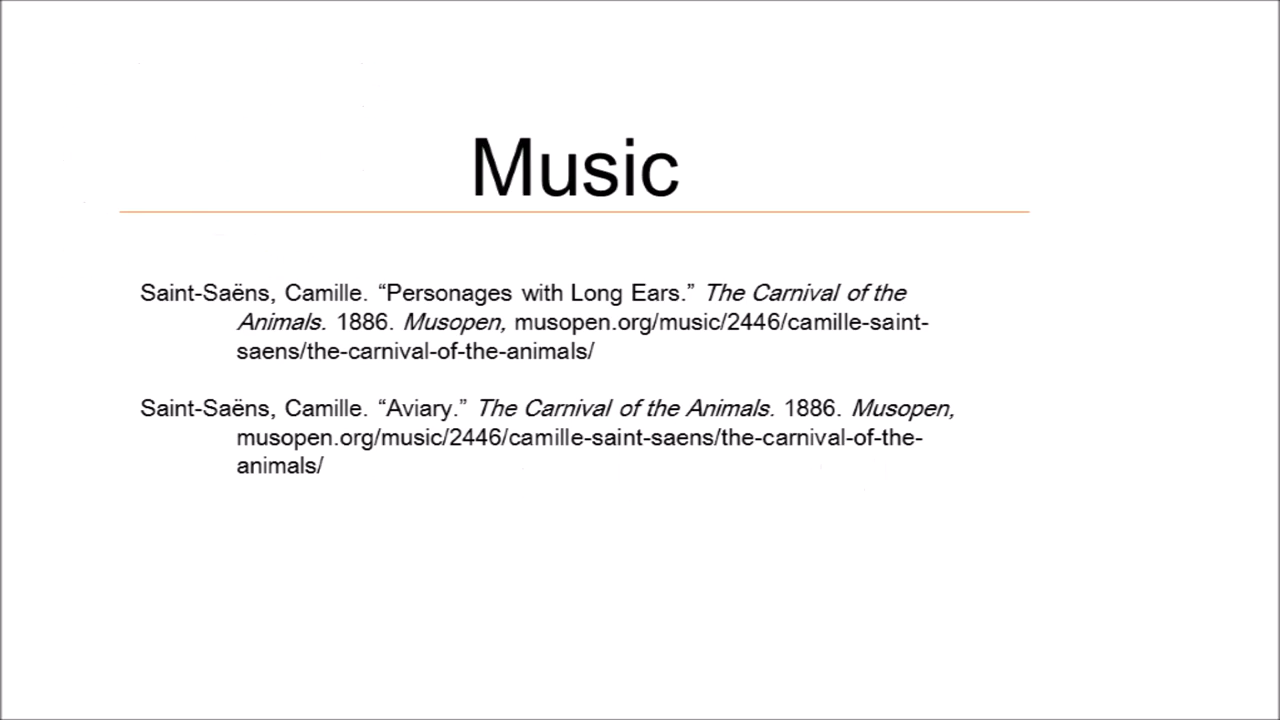 Music
Saint-Saëns, Camille. “Personages with Long Ears.” The Carnival of the
Animals. 1886. Musopen, musopen.org/music/2446/camille-saint-
saens/the-carnival-of-the-animals/
Saint-Saëns, Camille. “Aviary.” The Carnival of the Animals. 1886. Musopen,
musopen.org/music/2446/camille-saint-saens/the-carnival-of-the-
animals/